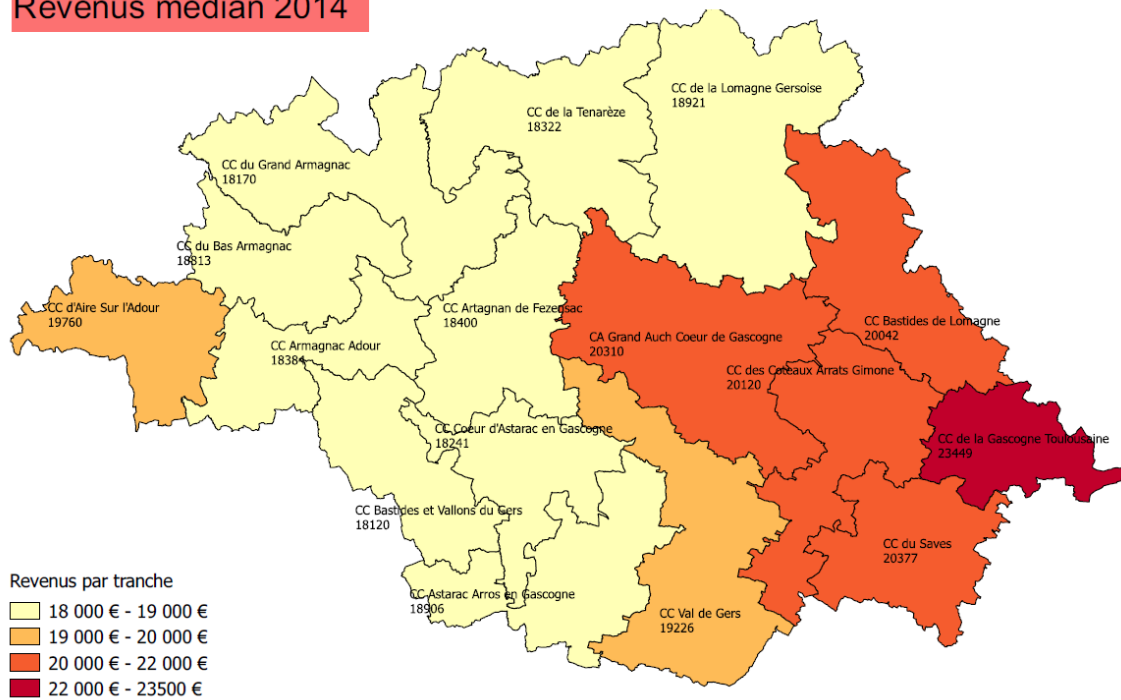 Revenus médian 2014
CC de la Lomagne Gersoise
18921
CC de la Tenarèze
18322
CC du Grand Armagnac
18170
CC du Bas Armagnac
18813
CC d'Aire Sur l'Adour
19760
CC Artagnan de Fezensac
18400
CC Armagnac Adour
18384
CA Grand Auch Coeur de Gascogne
20310
CC Bastides de Lomagne
20042
CC des Coteaux Arrats Gimone
20120
CC Coeur d'Astarac en Gascogne
18241
CC de la Gascogne Toulousaine
23449
CC Bastides et Vallons du Gers
18120
CC du Saves
20377
CC Astarac Arros en Gascogne
18906
CC Val de Gers
19226
Revenus par tranche
18 000 € - 19 000 €
19 000 € - 20 000 €
20 000 € - 22 000 €
22 000 € - 23500 €